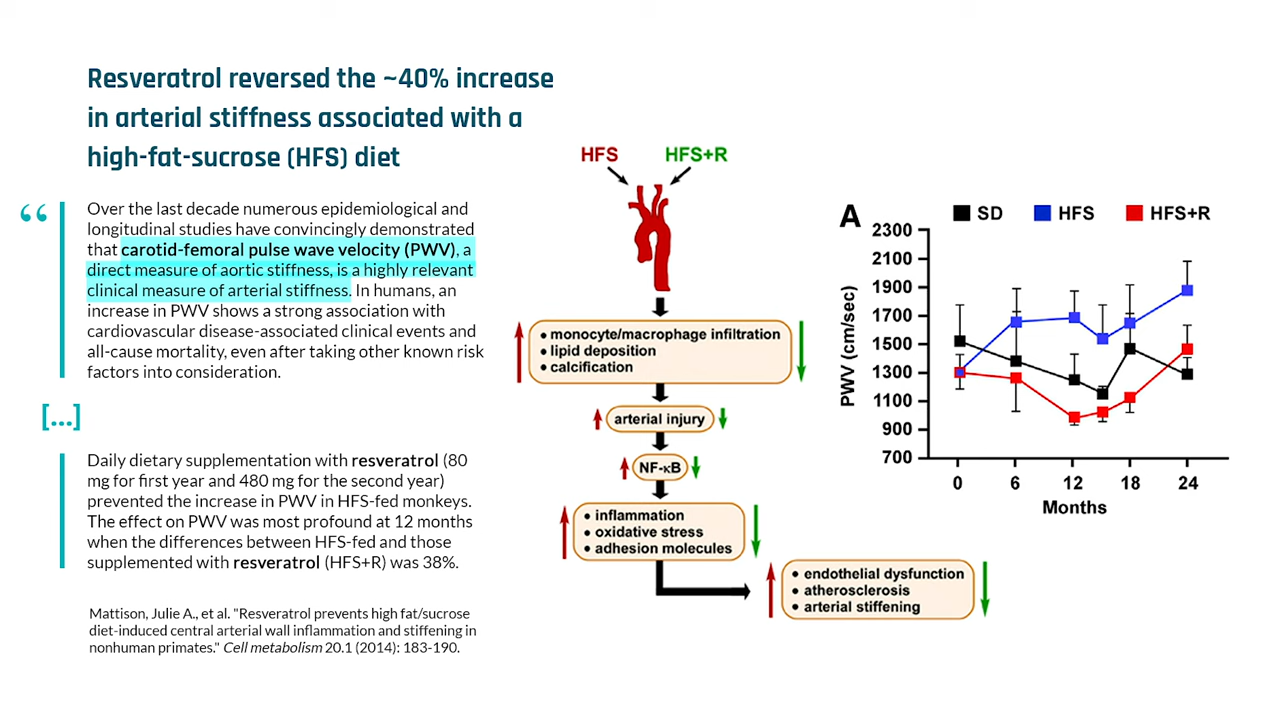 Resveratrol reversed the ~40% increase
in arterial stiffness associated with a
high-fat-sucrose (HFS) diet
“
Over the last decade numerous epidemiological and
longitudinal studies have convincingly demonstrated
that carotid-femoral pulse wave velocity (PWV), a
direct measure of aortic stiffness, is a highly relevant
clinical measure of arterial stiffness. In humans, an
increase in PWV shows a strong association with
cardiovascular disease-associated clinical events and
all-cause mortality, even after taking other known risk
factors into consideration.
[...]
Daily dietary supplementation with resveratrol (80
mg for first year and 480 mg for the second year)
prevented the increase in PWV in HFS-fed monkeys.
The effect on PWV was most profound at 12 months
when the differences between HFS-fed and those
supplemented with resveratrol (HFS+R) was 38%.
Mattison, Julie A., et al. "Resveratrol prevents high fat/sucrose
diet-induced central arterial wall inflammation and stiffening in
nonhuman primates." Cell metabolism 20.1 (2014): 183-190.
HFS HFS+R
• monocyte/macrophage infiltration
• lipid deposition
• calcification
arterial injury
NF-κB
• inflammation
• oxidative stress
• adhesion molecules
• endothelial dysfunction
• atherosclerosis
• arterial stiffening
A
SD HFS HFS+R
PWV (cm/sec)
2300
2100
1900
1700
1500
1300
1100
900
700
0 6 12 18 24
Months